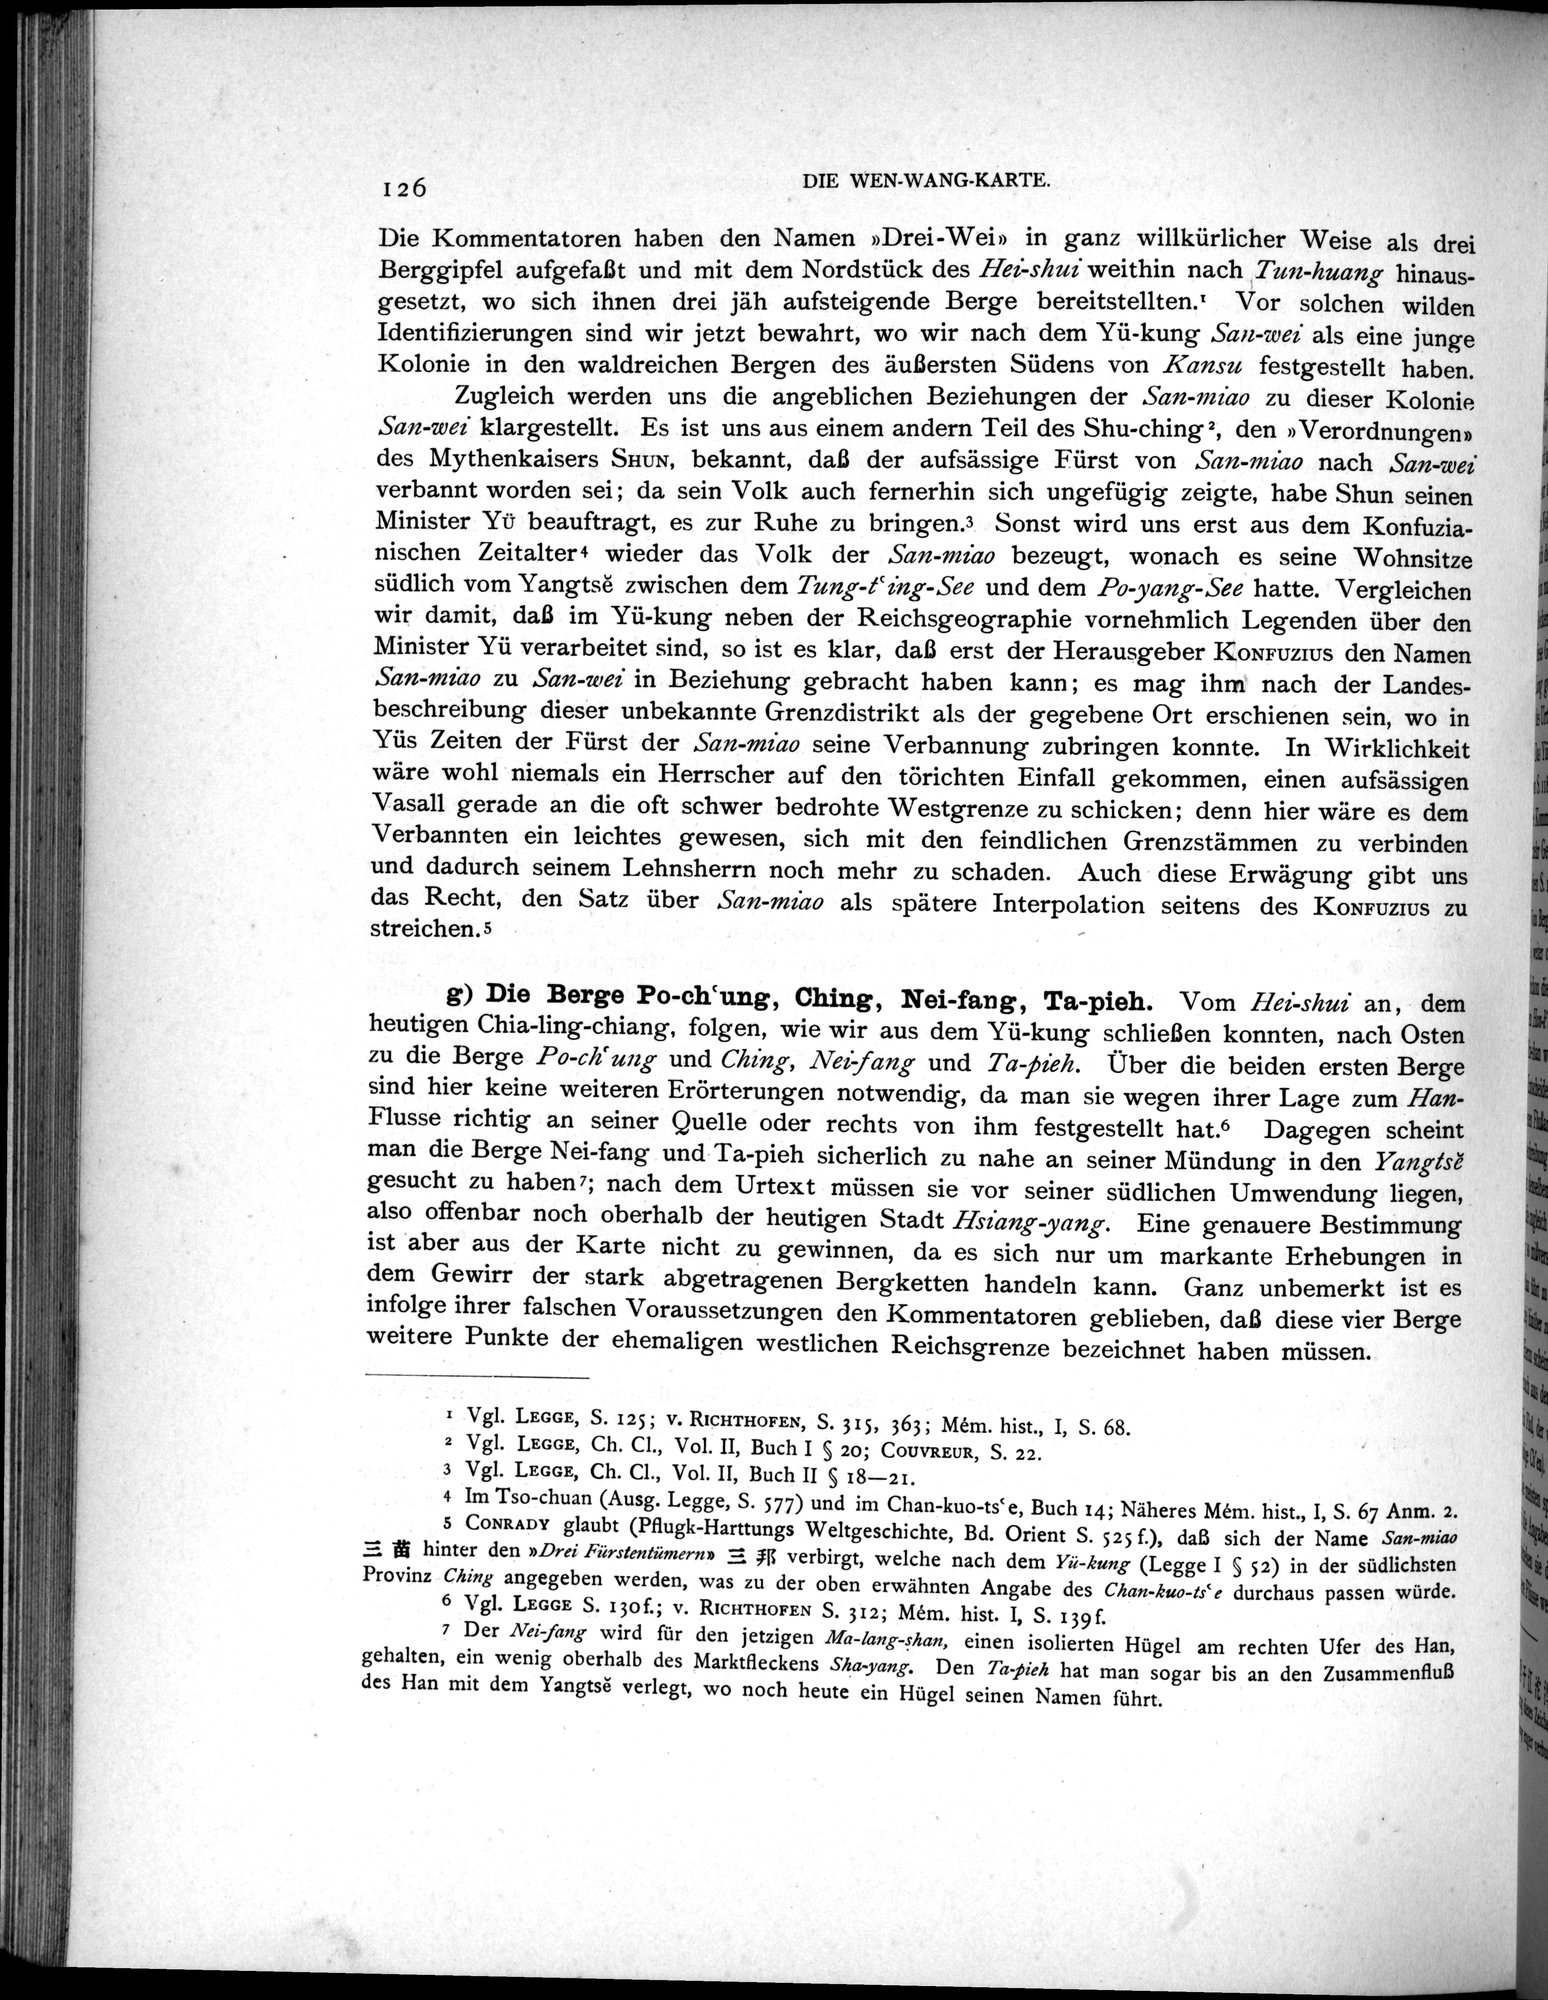 126
DIE WEN-WANG-KARTE.
Die Kommentatoren haben den Namen »Drei-Wei» in ganz willkürlicher Weise als drei
Berggipfel aufgefaßt und mit dem Nordstück des Hei-shui weithin nach Tun-huang hinaus-
gesetzt, wo sich ihnen drei jäh aufsteigende Berge bereitstellten.¹ Vor solchen wilden
Identifizierungen sind wir jetzt bewahrt, wo wir nach dem Yü-kung San-wei als eine junge
Kolonie in den waldreichen Bergen des äußersten Südens von Kansu festgestellt haben.
Zugleich werden uns die angeblichen Beziehungen der San-miao zu dieser Kolonie
San-wei klargestellt. Es ist uns aus einem andern Teil des Shu-ching², den »Verordnungen»
des Mythenkaisers SHUN, bekannt, daß der aufsässige Fürst von San-miao nach San-wei
verbannt worden sei; da sein Volk auch fernerhin sich ungefügig zeigte, habe Shun seinen
Minister YÜ beauftragt, es zur Ruhe zu bringen.³ Sonst wird uns erst aus dem Konfuzia-
nischen Zeitalter⁴ wieder das Volk der San-miao bezeugt, wonach es seine Wohnsitze
südlich vom Yangtsĕ zwischen dem Tung-tʿing-See und dem Po-yang-See hatte. Vergleichen
wir damit, daß im Yü-kung neben der Reichsgeographie vornehmlich Legenden über den
Minister Yü verarbeitet sind, so ist es klar, daß erst der Herausgeber KONFUZIUS den Namen
San-miao zu San-wei in Beziehung gebracht haben kann; es mag ihm nach der Landes-
beschreibung dieser unbekannte Grenzdistrikt als der gegebene Ort erschienen sein, wo in
Yüs Zeiten der Fürst der San-miao seine Verbannung zubringen konnte. In Wirklichkeit
wäre wohl niemals ein Herrscher auf den törichten Einfall gekommen, einen aufsässigen
Vasall gerade an die oft schwer bedrohte Westgrenze zu schicken; denn hier wäre es dem
Verbannten ein leichtes gewesen, sich mit den feindlichen Grenzstämmen zu verbinden
und dadurch seinem Lehnsherrn noch mehr zu schaden. Auch diese Erwägung gibt uns
das Recht, den Satz über San-miao als spätere Interpolation seitens des KONFUZIUS zu
streichen.⁵
g) Die Berge Po-chʿung, Ching, Nei-fang, Ta-pieh. Vom Hei-shui an, dem
heutigen Chia-ling-chiang, folgen, wie wir aus dem Yü-kung schließen konnten, nach Osten
zu die Berge Po-chʿung und Ching, Nei-fang und Ta-pieh. Über die beiden ersten Berge
sind hier keine weiteren Erörterungen notwendig, da man sie wegen ihrer Lage zum Han-
Flusse richtig an seiner Quelle oder rechts von ihm festgestellt hat.⁶ Dagegen scheint
man die Berge Nei-fang und Ta-pieh sicherlich zu nahe an seiner Mündung in den Yangtsĕ
gesucht zu haben⁷; nach dem Urtext müssen sie vor seiner südlichen Umwendung liegen,
also offenbar noch oberhalb der heutigen Stadt Hsiang-yang. Eine genauere Bestimmung
ist aber aus der Karte nicht zu gewinnen, da es sich nur um markante Erhebungen in
dem Gewirr der stark abgetragenen Bergketten handeln kann. Ganz unbemerkt ist es
infolge ihrer falschen Voraussetzungen den Kommentatoren geblieben, daß diese vier Berge
weitere Punkte der ehemaligen westlichen Reichsgrenze bezeichnet haben müssen.
¹ Vgl. LEGGE, S. 125; v. RICHTHOFEN, S. 315, 363; Mém. hist., I, S. 68.
² Vgl. LEGGE, Ch. Cl., Vol. II, Buch I § 20; COUVREUR, S. 22.
³ Vgl. LEGGE, Ch. Cl., Vol. II, Buch II § 18—21.
⁴ Im Tso-chuan (Ausg. Legge, S. 577) und im Chan-kuo-tsʿe, Buch 14; Näheres Mém. hist., I, S. 67 Anm. 2.
⁵ CONRADY glaubt (Pflugk-Harttungs Weltgeschichte, Bd. Orient S. 525 f.), daß sich der Name San-miao
三苗 hinter den »Drei Fürstentümern» 三邦 verbirgt, welche nach dem Yü-kung (Legge I § 52) in der südlichsten
Provinz Ching angegeben werden, was zu der oben erwähnten Angabe des Chan-kuo-tsʿe durchaus passen würde.
⁶ Vgl. LEGGE S. 130f.; v. RICHTHOFEN S. 312; Mém. hist. I, S. 139f.
⁷ Der Nei-fang wird für den jetzigen Ma-lang-shan, einen isolierten Hügel am rechten Ufer des Han,
gehalten, ein wenig oberhalb des Marktfleckens Sha-yang. Den Ta-pieh hat man sogar bis an den Zusammenfluß
des Han mit dem Yangtsĕ verlegt, wo noch heute ein Hügel seinen Namen führt.